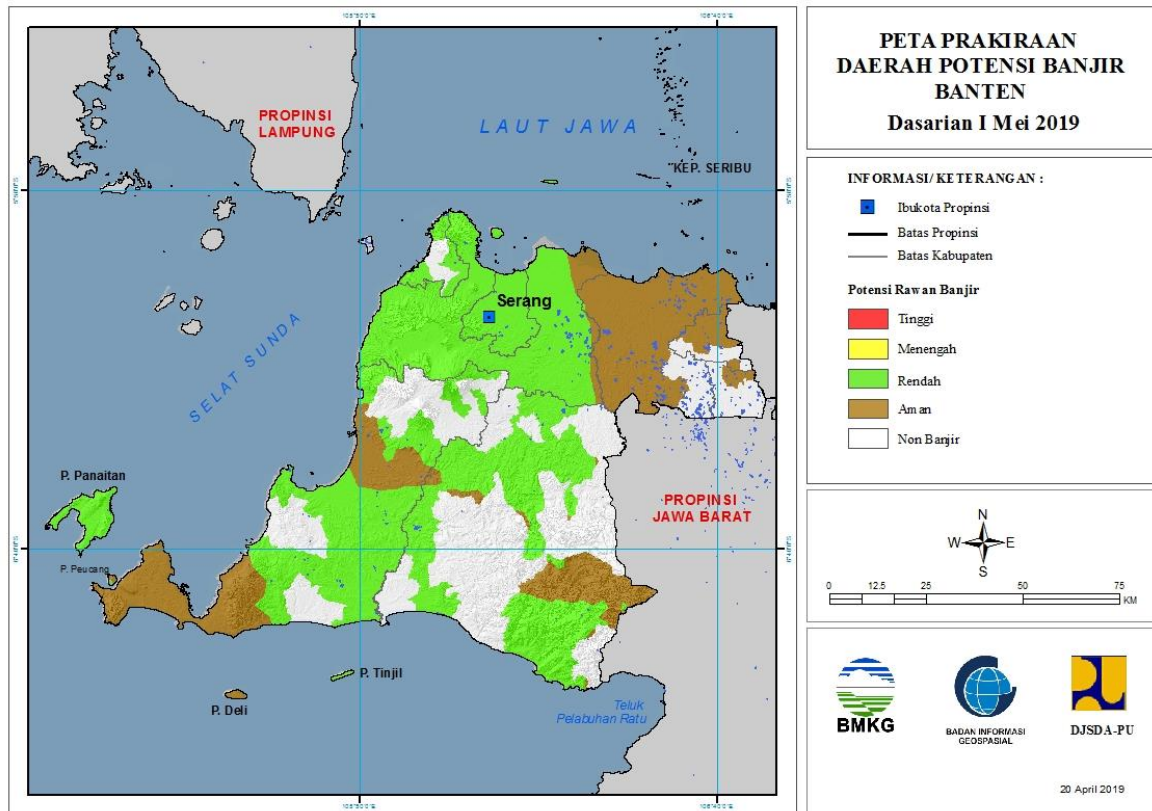 PETA PRAKIRAAN
DAERAH POTENSI BANJIR
BANTEN
Dasarian I Mei 2019
INFORMASI/ KETERANGAN :
Ibukota Propinsi
Batas Propinsi
Batas Kabupaten
Potensi Rawan Banjir
Tinggi
Menengah
Rendah
Aman
Non Banjir
N
W E
S
0 12.5 25 50 75
KM
BMKG
BADAN INFORMASI
GEOSPASIAL
DJSDA-PU
20 April 2019
PROPINSI
LAMPUNG
LAUT JAWA
KEP. SERIBU
Serang
SELAT SUNDA
P. Panaitan
P. Peucang
PROPINSI
JAWA BARAT
P. Tinjil
P. Deli
Teluk
Pelabuhan Ratu